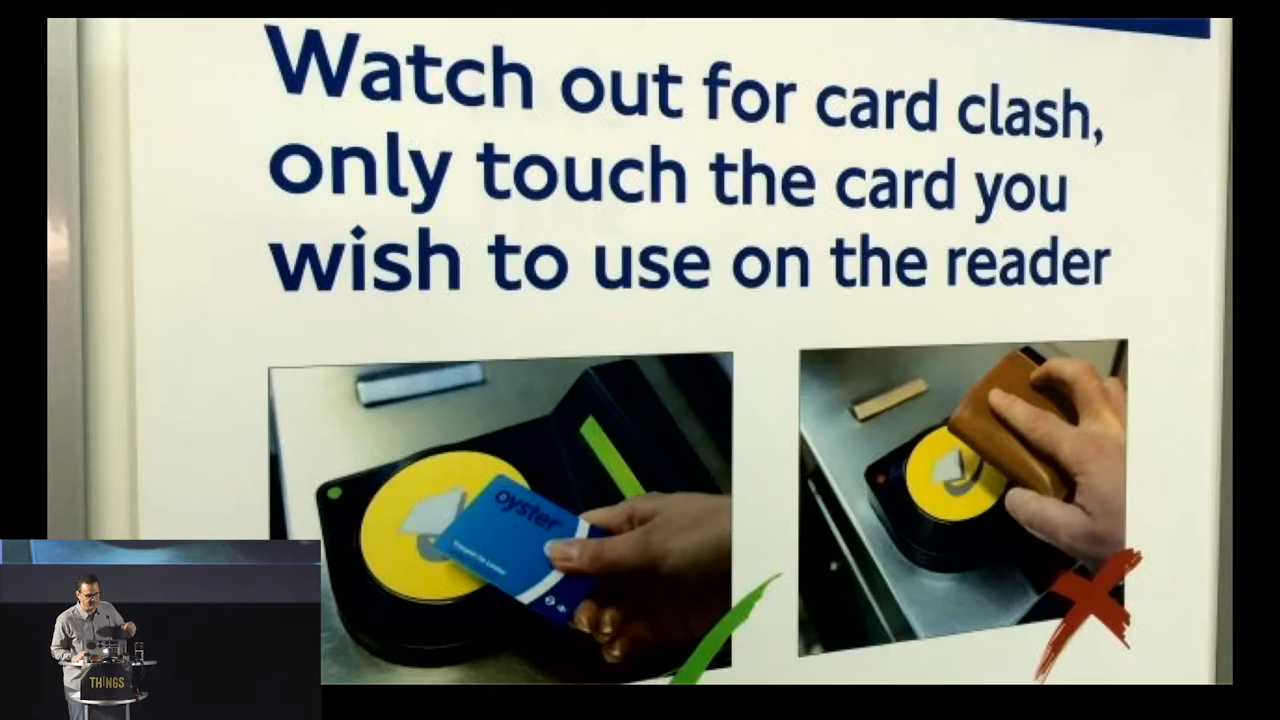 Watch out for card clash,
only touch the card you
wish to use on the reader
oyster
THINGS